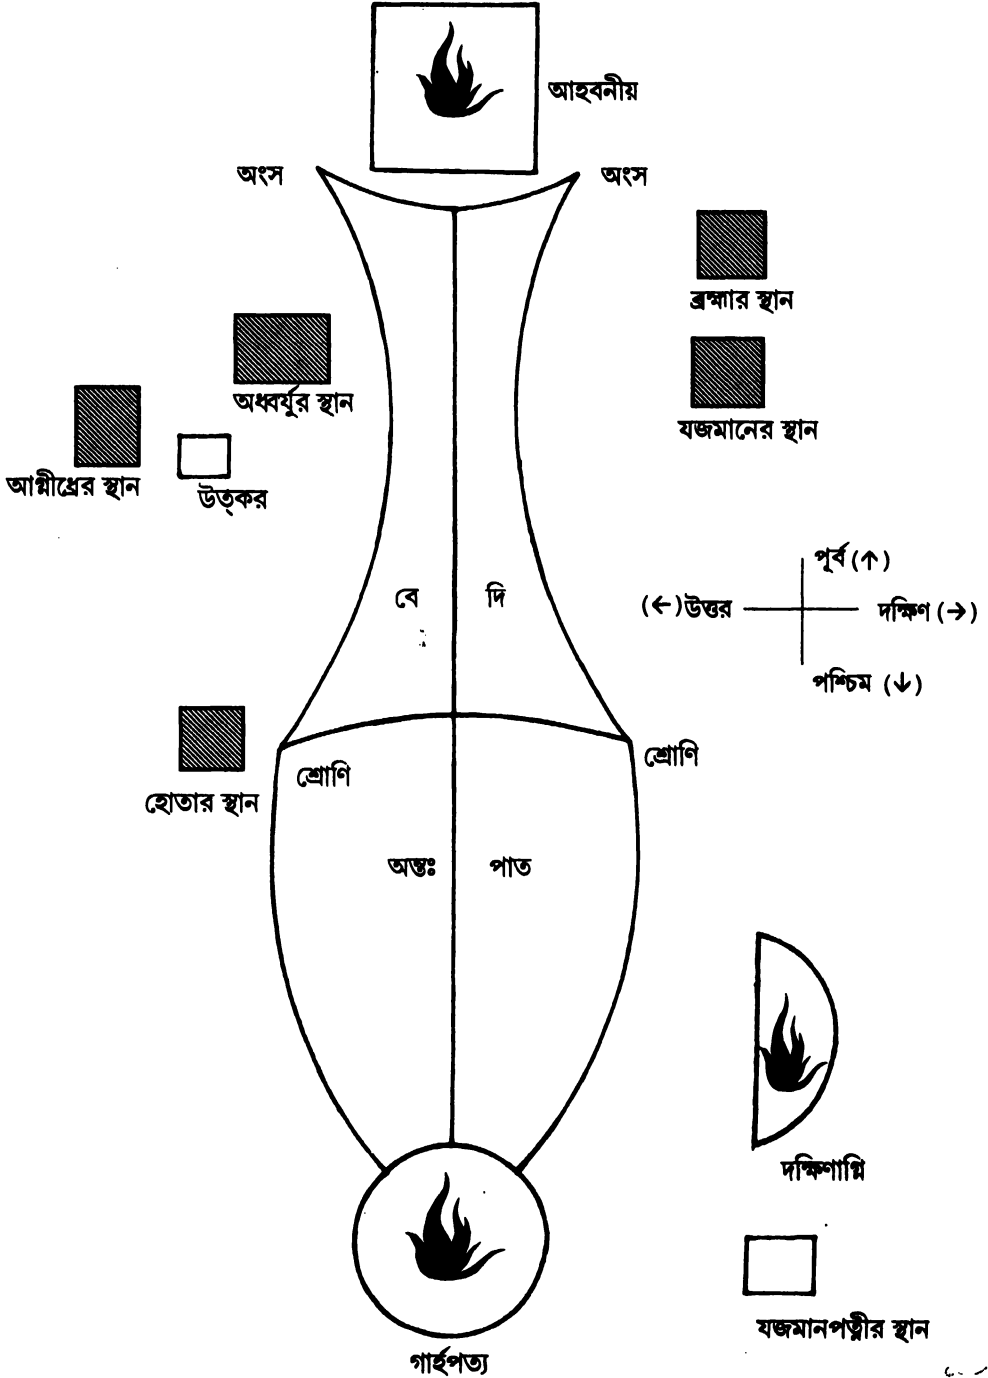 আহবনীয়
অংস
অংস
ব্রহ্মার স্থান
অধ্বর্যুর স্থান
যজমানের স্থান
আগ্নীধ্রের স্থান
উত্‌কর
পূর্ব (↑)
(←) উত্তর
দক্ষিণ (→)
পশ্চিম (↓)
বে দি
শ্রোণি
শ্রোণি
হোতার স্থান
অন্তঃ পাত
দক্ষিণাগ্নি
যজমানপত্নীর স্থান
গার্হপত্য